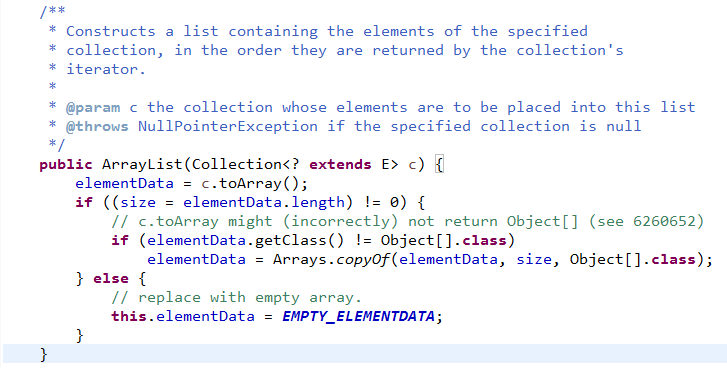 /**
 * Constructs a list containing the elements of the specified
 * collection, in the order they are returned by the collection's
 * iterator.
 *
 * @param c the collection whose elements are to be placed into this list
 * @throws NullPointerException if the specified collection is null
 */
public ArrayList(Collection<? extends E> c) {
    elementData = c.toArray();
    if ((size = elementData.length) != 0) {
        // c.toArray might (incorrectly) not return Object[] (see 6260652)
        if (elementData.getClass() != Object[].class)
            elementData = Arrays.copyOf(elementData, size, Object[].class);
    } else {
        // replace with empty array.
        this.elementData = EMPTY_ELEMENTDATA;
    }
}